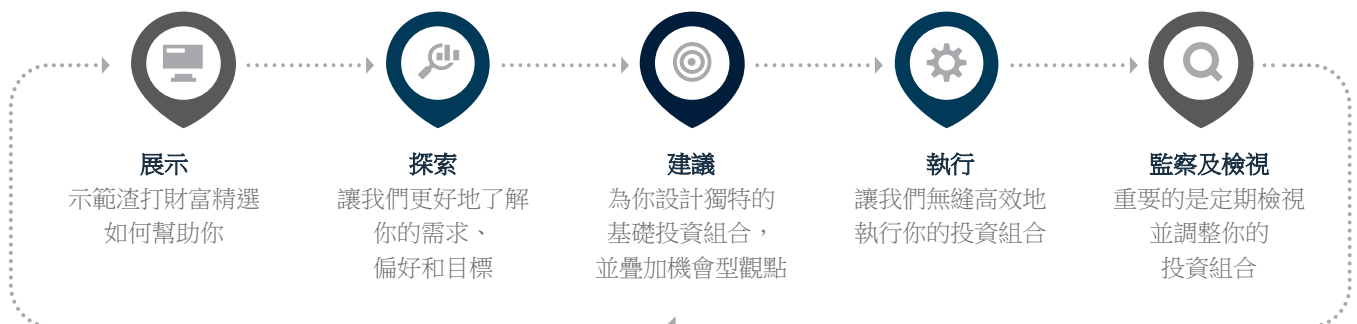 展示
示範渣打財富精選
如何幫助你
探索
讓我們更好地了解
你的需求、
偏好和目標
建議
為你設計獨特的
基礎投資組合，
並疊加機會型觀點
執行
讓我們無縫高效地
執行你的投資組合
監察及檢視
重要的是定期檢視
並調整你的
投資組合